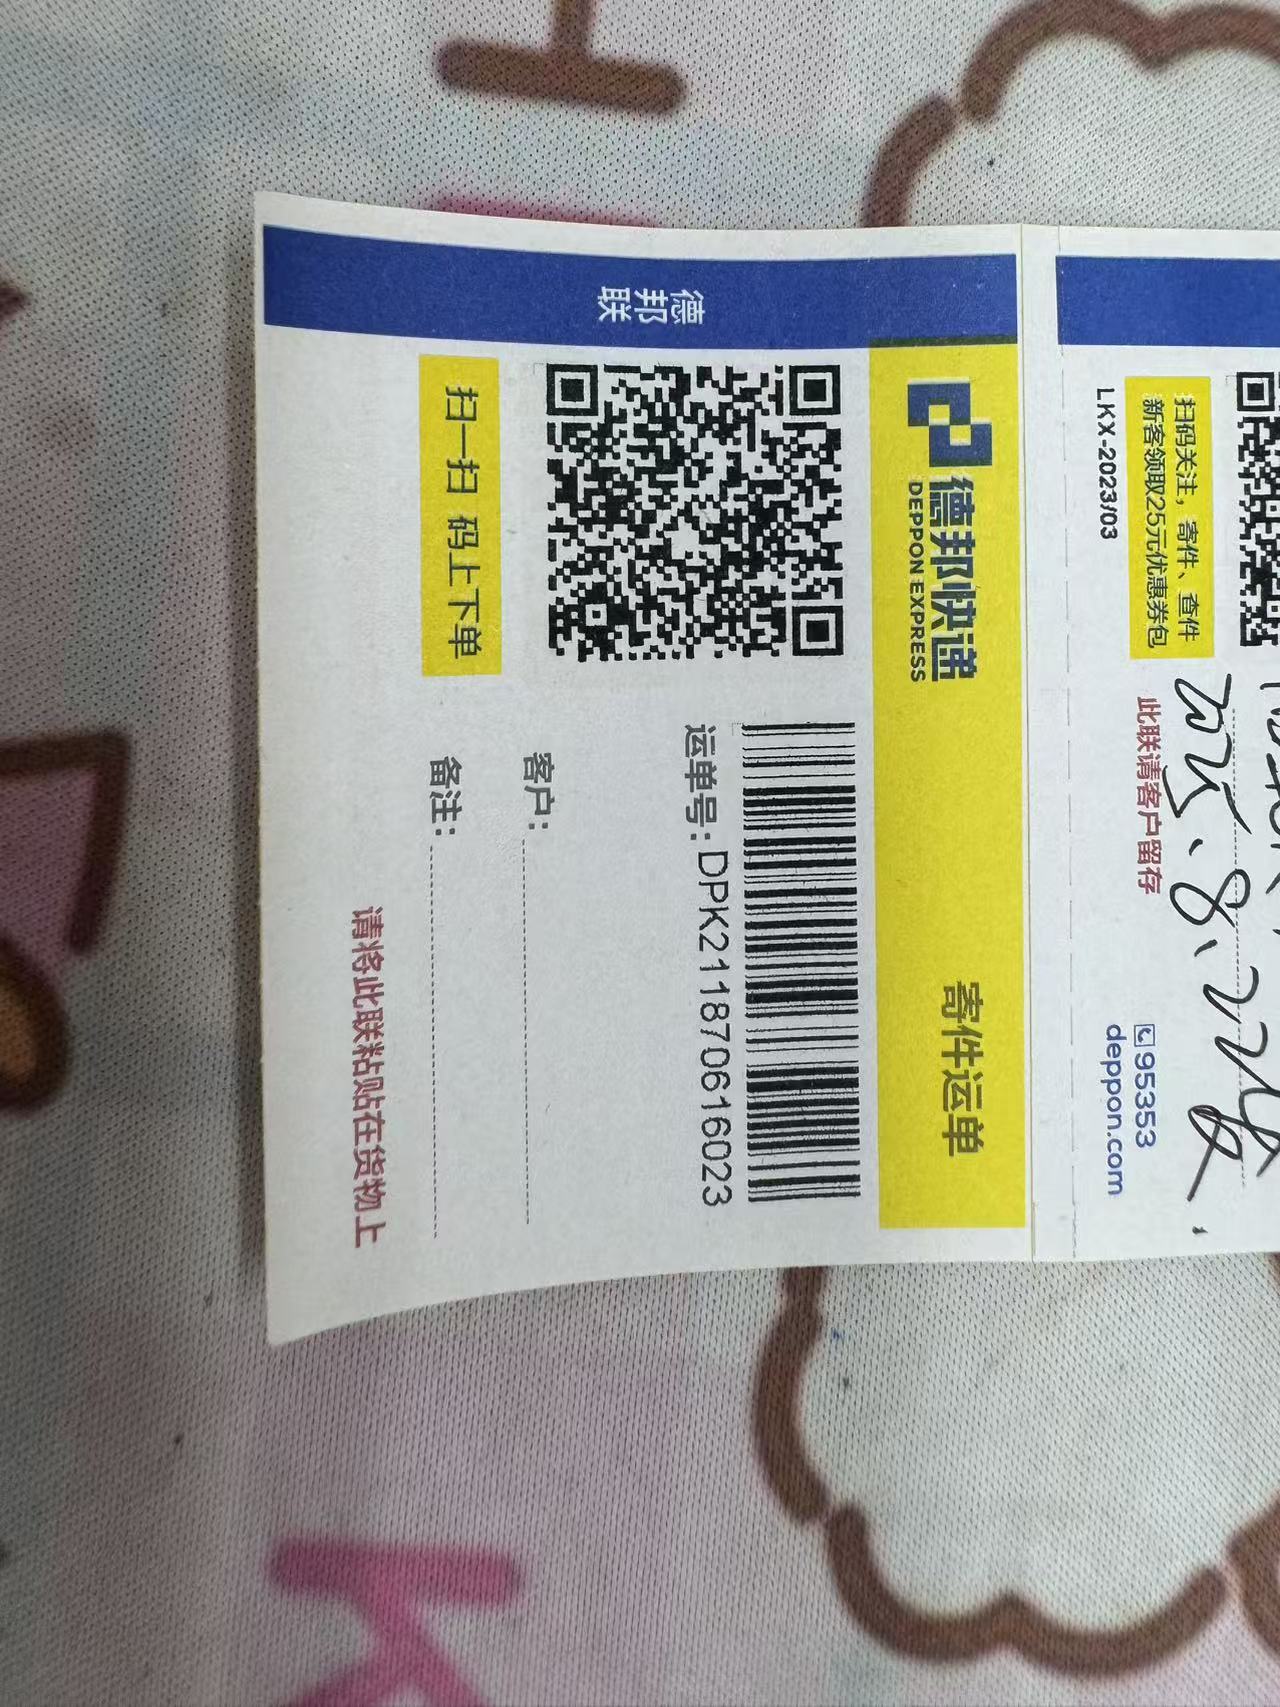 LKX-2023/03
扫码关注，寄件、查件
新客领取25元优惠券包
此联请客户留存
95353
deppon.com
德邦快递
DEPPON EXPRESS
寄件运单
德邦联
运单号: DPK211870616023
客户:
扫一扫 码上下单
备注:
请将此联粘贴在货物上